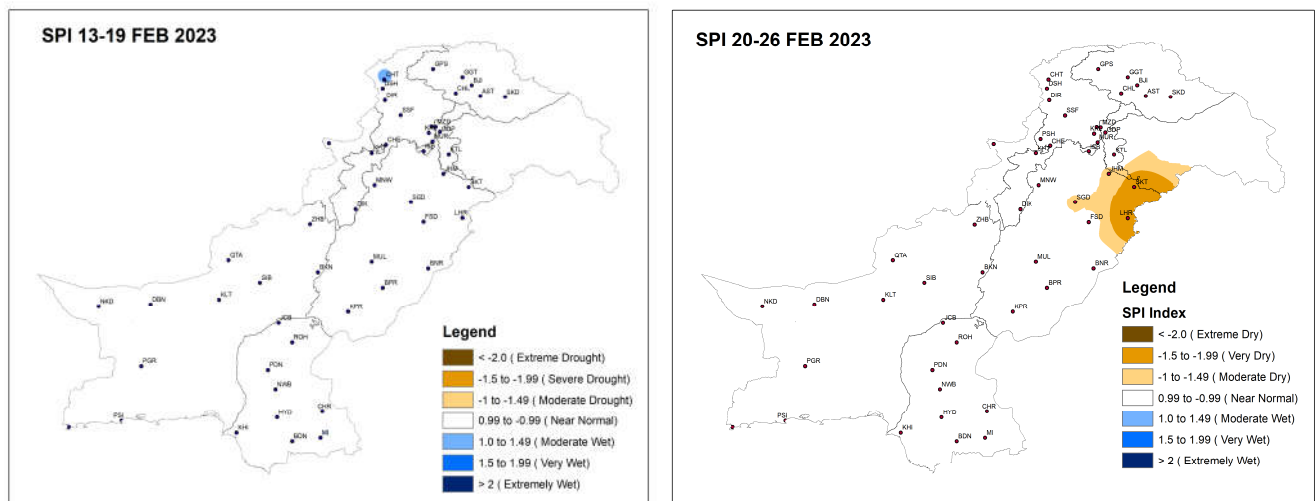 SPI 13-19 FEB 2023
CHT
DSH
DIR
GPS
GGT
BJI
CHL
AST
SKD
SSF
MZD
GDP
MUR
CHE
KTL
JHM
SKT
MNW
SGD
DIK
FSD
LHR
ZHB
QTA
SIB
BKN
MUL
BNR
BPR
NKD
DBN
KLT
KPR
JCB
ROH
PGR
PDN
NWB
PSI
HYD
CHR
KHI
BDN
MI
Legend
< -2.0 ( Extreme Drought)
-1.5 to -1.99 ( Severe Drought)
-1 to -1.49 ( Moderate Drought)
0.99 to -0.99 ( Near Normal)
1.0 to 1.49 ( Moderate Wet)
1.5 to 1.99 ( Very Wet)
> 2 ( Extremely Wet)
SPI 20-26 FEB 2023
GPS
CHT
DSH
DIR
GGT
BJI
CHL
AST
SKD
SSF
MZD
GDP
PSH
MUR
CHE
KTL
JHM
SKT
MNW
SGD
DIK
FSD
LHR
ZHB
QTA
SIB
BKN
MUL
BNR
BPR
NKD
DBN
KLT
KPR
JCB
ROH
PGR
PDN
NWB
PSI
HYD
CHR
KHI
BDN
MI
Legend
SPI Index
< -2.0 ( Extreme Dry)
-1.5 to -1.99 ( Very Dry)
-1 to -1.49 ( Moderate Dry)
0.99 to -0.99 ( Near Normal)
1.0 to 1.49 ( Moderate Wet)
1.5 to 1.99 ( Very Wet)
> 2 ( Extremely Wet)